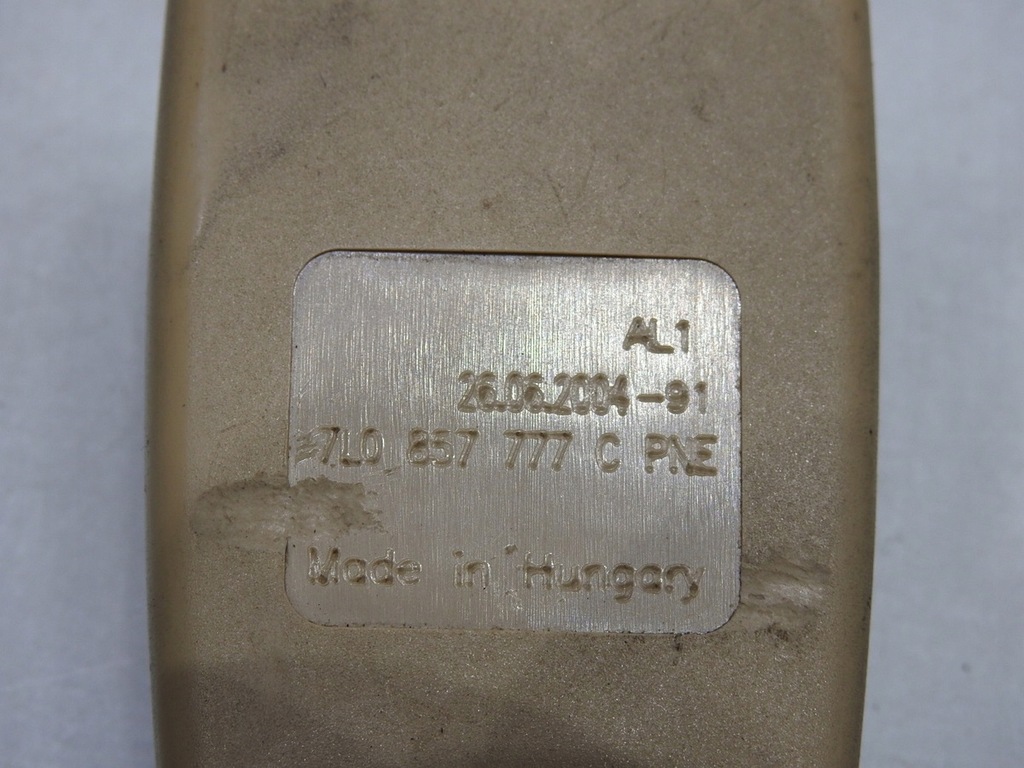 AL1
26.06.2004-91
7L0 857 777 C PNE
Made in Hungary